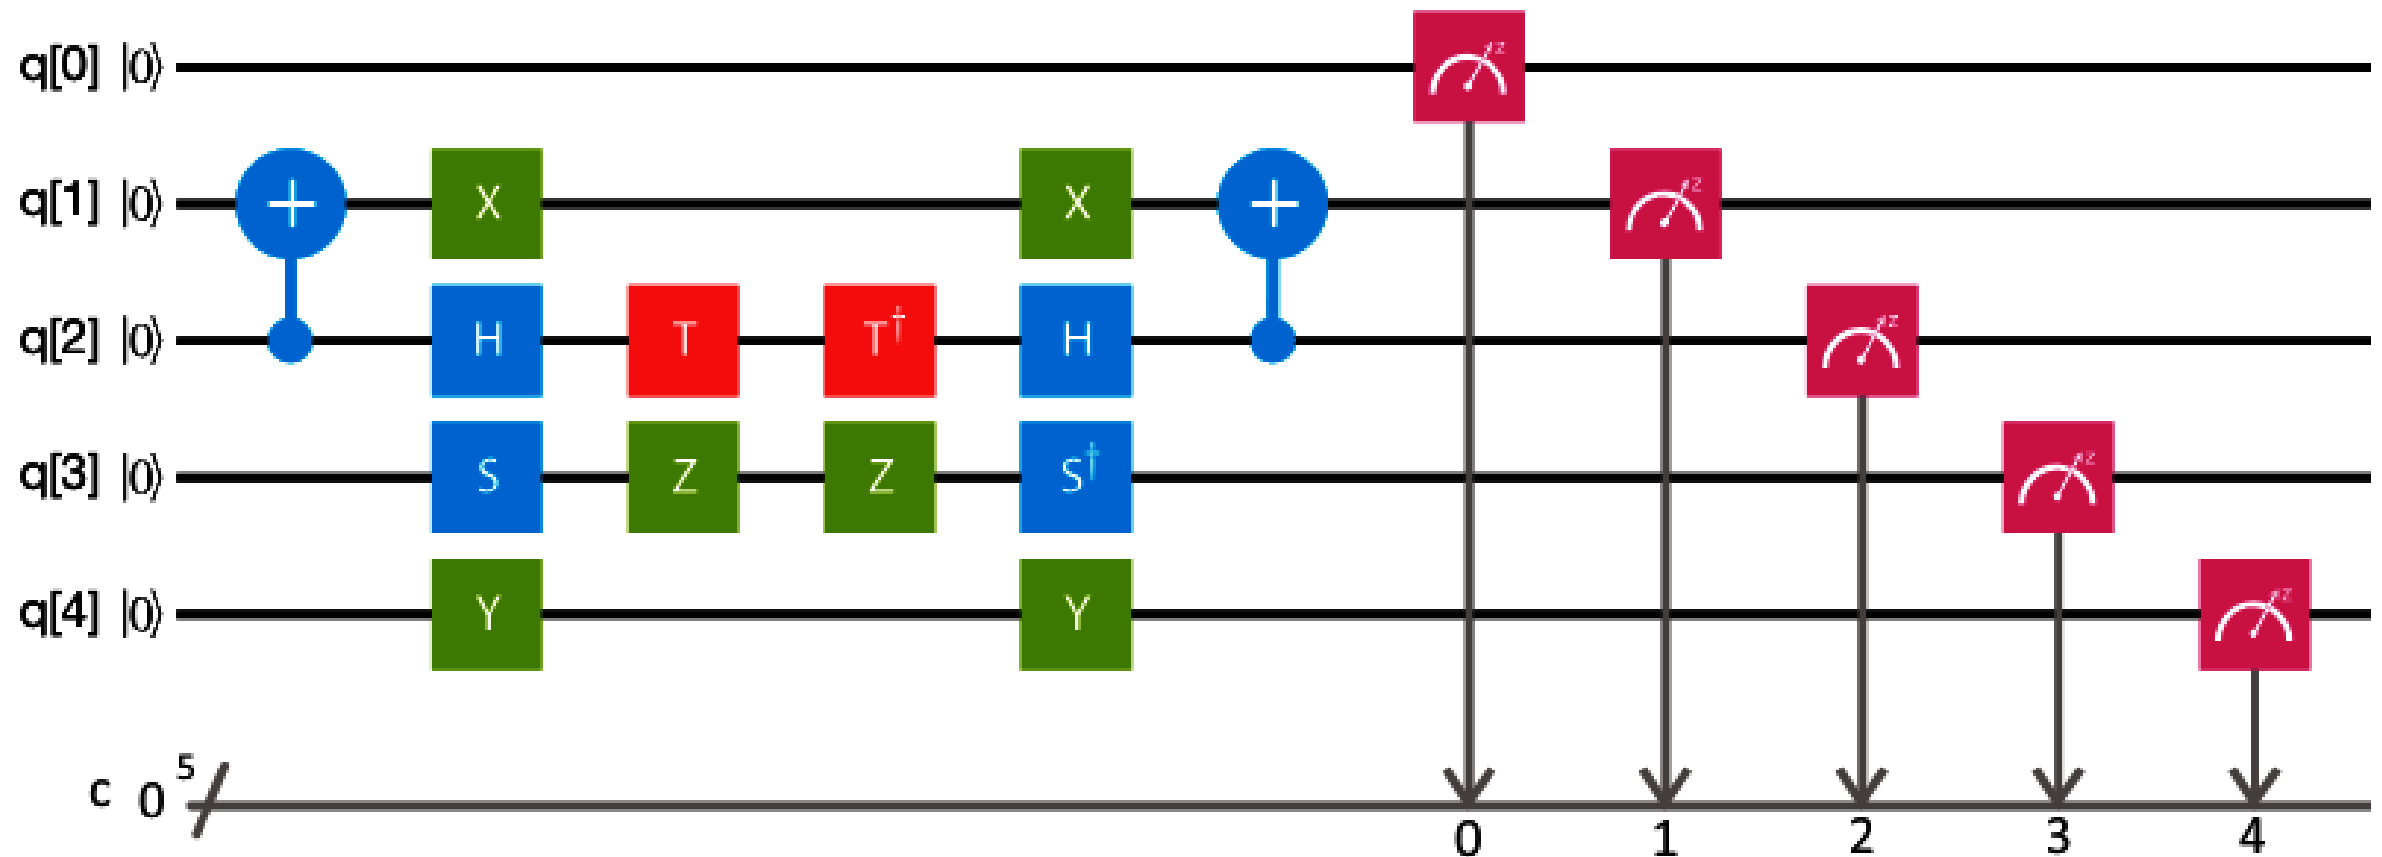 q[0] |0⟩ z
q[1] |0⟩ + X X + z
q[2] |0⟩ H T T† H z
q[3] |0⟩ S Z Z S† z
q[4] |0⟩ Y Y z
c 0 5
0 1 2 3 4